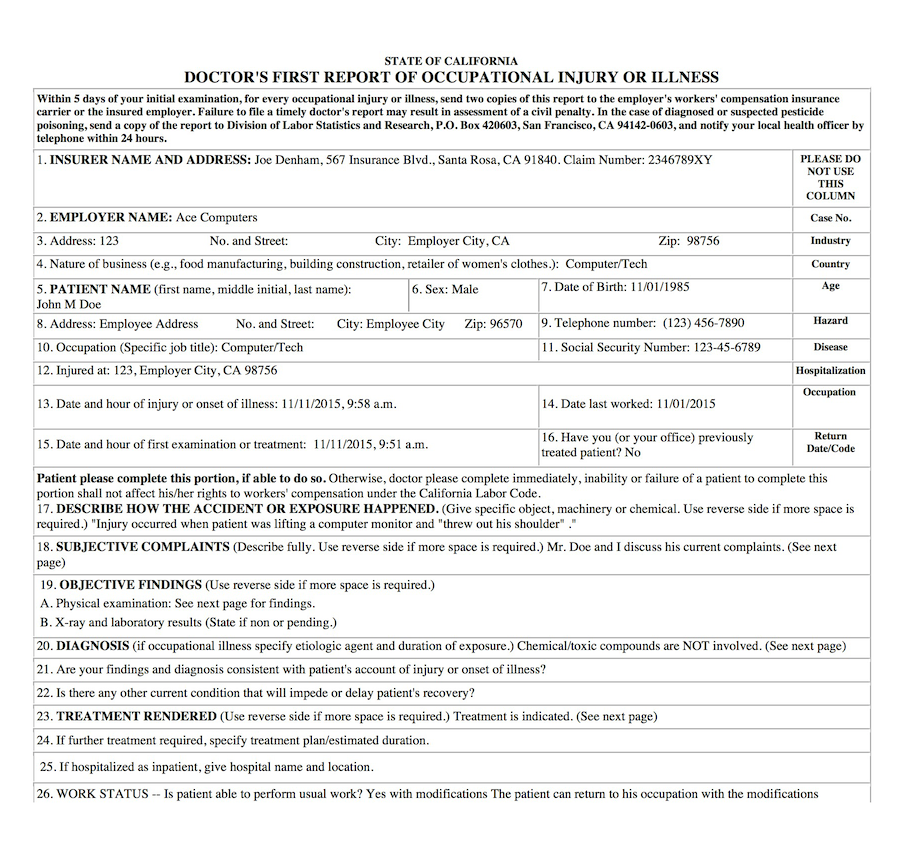 STATE OF CALIFORNIA
DOCTOR'S FIRST REPORT OF OCCUPATIONAL INJURY OR ILLNESS
Within 5 days of your initial examination, for every occupational injury or illness, send two copies of this report to the employer's workers' compensation insurance
carrier or the insured employer. Failure to file a timely doctor's report may result in assessment of a civil penalty. In the case of diagnosed or suspected pesticide
poisoning, send a copy of the report to Division of Labor Statistics and Research, P.O. Box 420603, San Francisco, CA 94142-0603, and notify your local health officer by
telephone within 24 hours.
1. INSURER NAME AND ADDRESS: Joe Denham, 567 Insurance Blvd., Santa Rosa, CA 91840. Claim Number: 2346789XY
PLEASE DO
NOT USE
THIS
COLUMN
2. EMPLOYER NAME: Ace Computers
Case No.
3. Address: 123 No. and Street: City: Employer City, CA Zip: 98756
Industry
4. Nature of business (e.g., food manufacturing, building construction, retailer of women's clothes.): Computer/Tech
Country
5. PATIENT NAME (first name, middle initial, last name):
John M Doe
6. Sex: Male
7. Date of Birth: 11/01/1985
Age
8. Address: Employee Address No. and Street: City: Employee City Zip: 96570
9. Telephone number: (123) 456-7890
Hazard
10. Occupation (Specific job title): Computer/Tech
11. Social Security Number: 123-45-6789
Disease
12. Injured at: 123, Employer City, CA 98756
Hospitalization
13. Date and hour of injury or onset of illness: 11/11/2015, 9:58 a.m.
14. Date last worked: 11/01/2015
Occupation
15. Date and hour of first examination or treatment: 11/11/2015, 9:51 a.m.
16. Have you (or your office) previously
treated patient? No
Return
Date/Code
Patient please complete this portion, if able to do so. Otherwise, doctor please complete immediately, inability or failure of a patient to complete this
portion shall not affect his/her rights to workers' compensation under the California Labor Code.
17. DESCRIBE HOW THE ACCIDENT OR EXPOSURE HAPPENED. (Give specific object, machinery or chemical. Use reverse side if more space is
required.) "Injury occurred when patient was lifting a computer monitor and "threw out his shoulder" ."
18. SUBJECTIVE COMPLAINTS (Describe fully. Use reverse side if more space is required.) Mr. Doe and I discuss his current complaints. (See next
page)
19. OBJECTIVE FINDINGS (Use reverse side if more space is required.)
A. Physical examination: See next page for findings.
B. X-ray and laboratory results (State if non or pending.)
20. DIAGNOSIS (if occupational illness specify etiologic agent and duration of exposure.) Chemical/toxic compounds are NOT involved. (See next page)
21. Are your findings and diagnosis consistent with patient's account of injury or onset of illness?
22. Is there any other current condition that will impede or delay patient's recovery?
23. TREATMENT RENDERED (Use reverse side if more space is required.) Treatment is indicated. (See next page)
24. If further treatment required, specify treatment plan/estimated duration.
25. If hospitalized as inpatient, give hospital name and location.
26. WORK STATUS -- Is patient able to perform usual work? Yes with modifications The patient can return to his occupation with the modifications